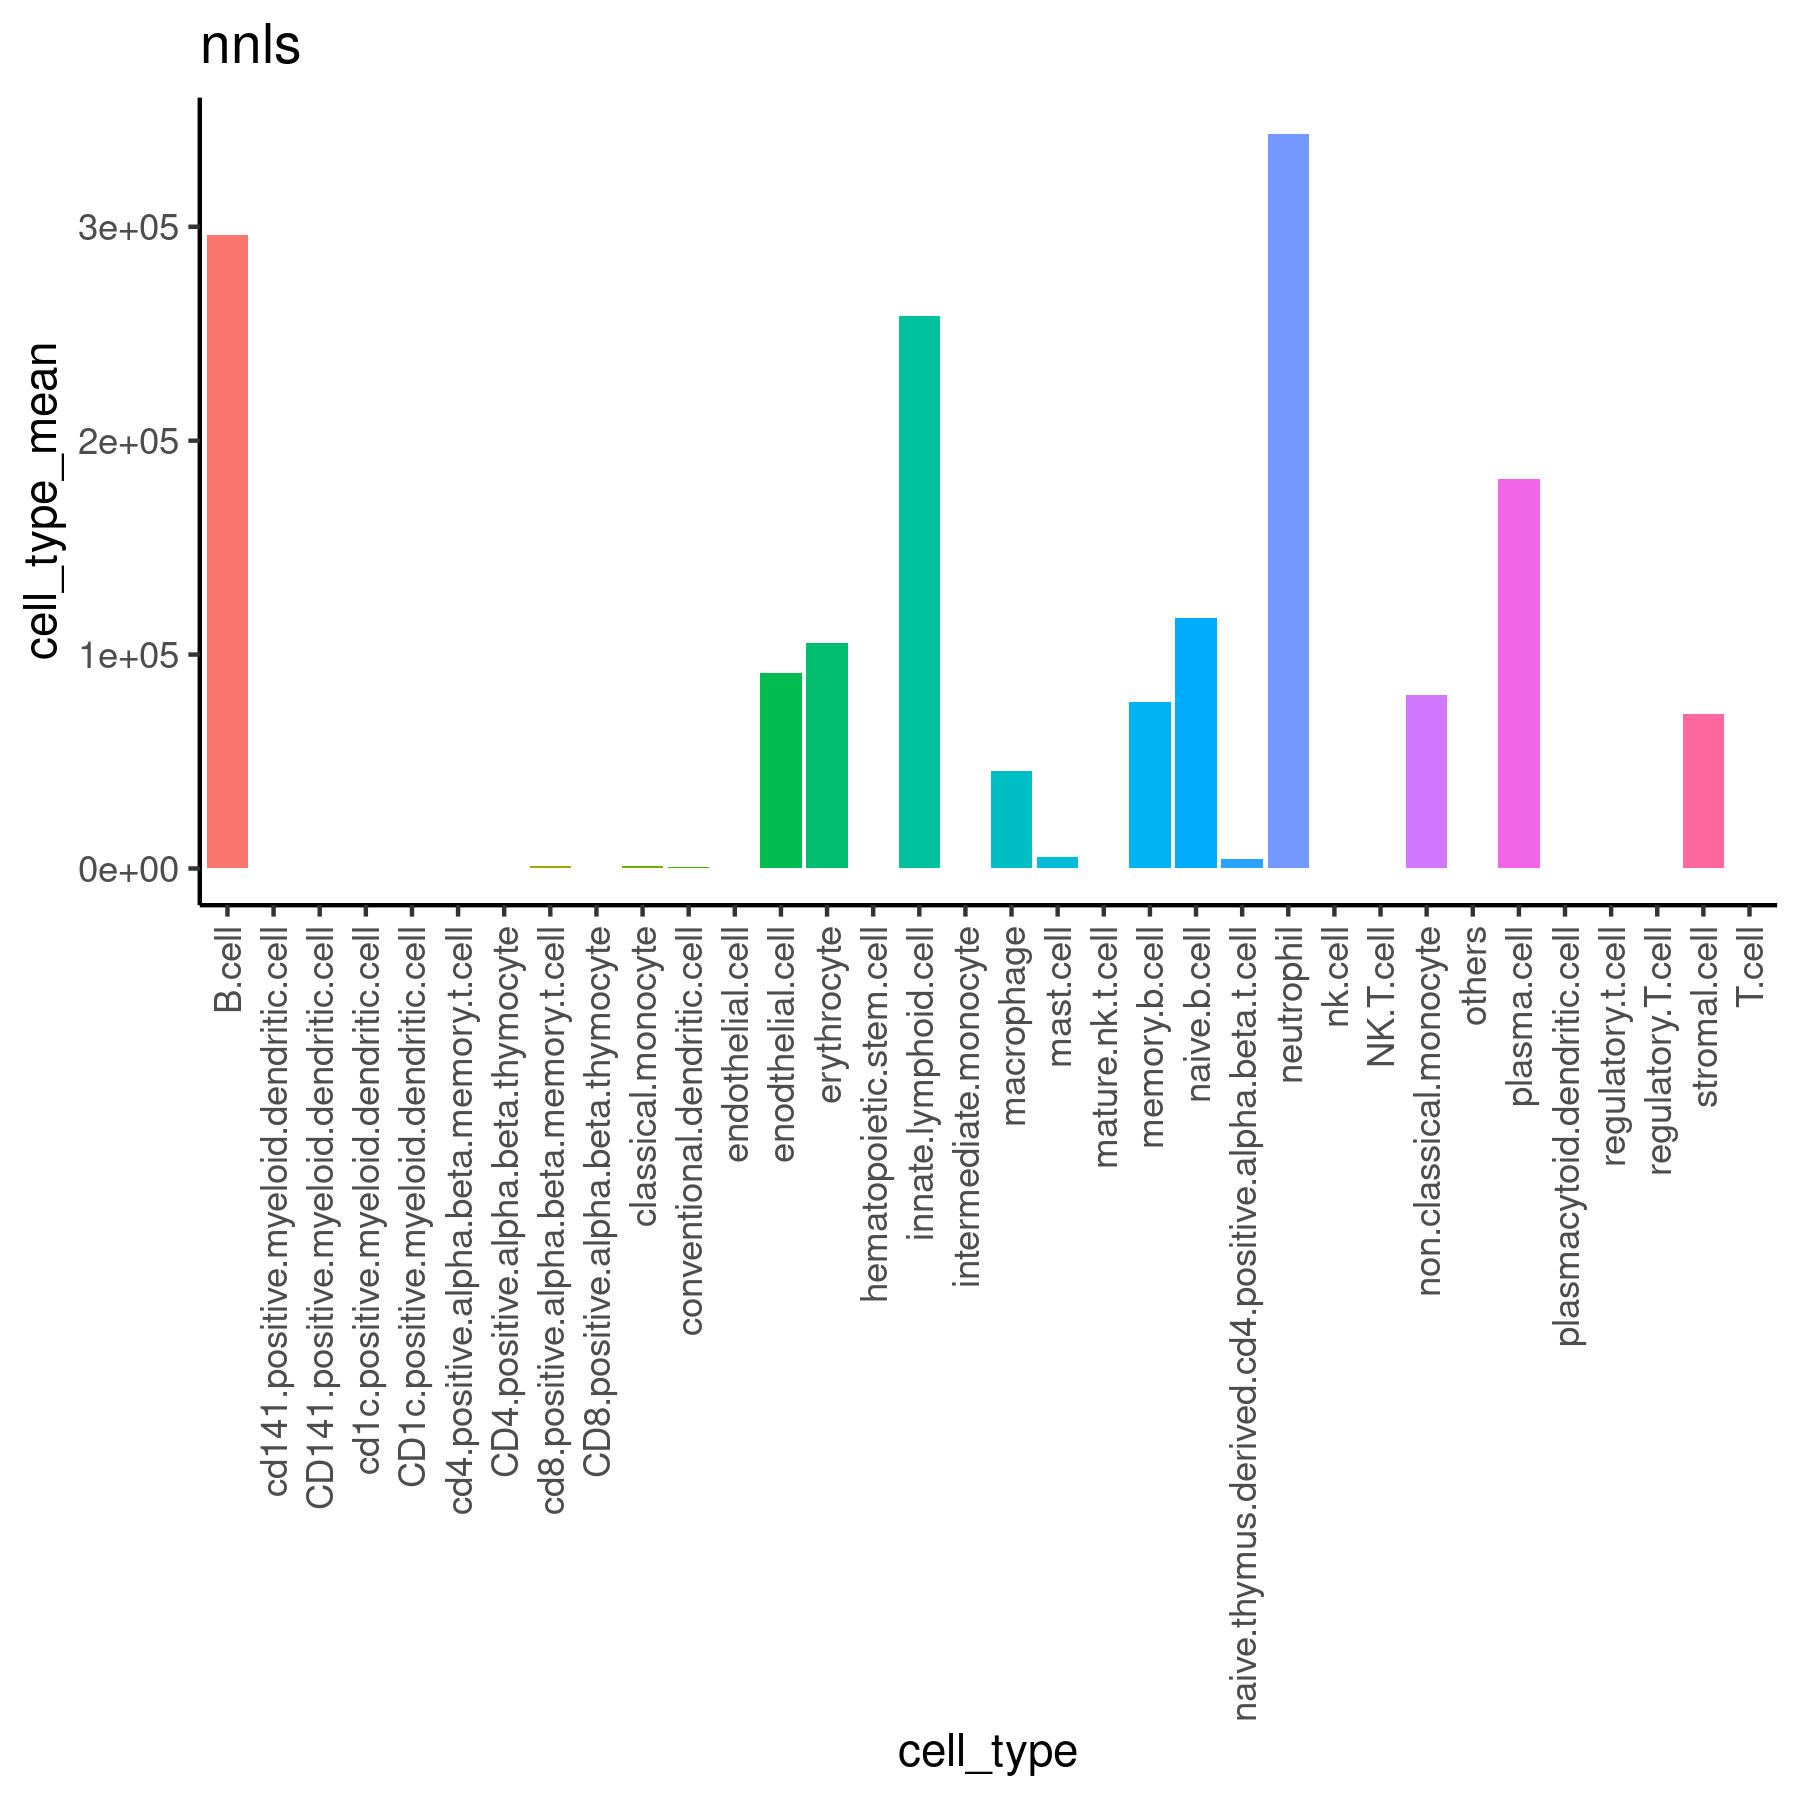 nnls
cell_type_mean
3e+05
2e+05
1e+05
0e+00
B.cell
cd141.positive.myeloid.dendritic.cell
CD141.positive.myeloid.dendritic.cell
cd1c.positive.myeloid.dendritic.cell
CD1c.positive.myeloid.dendritic.cell
cd4.positive.alpha.beta.memory.t.cell
CD4.positive.alpha.beta.thymocyte
cd8.positive.alpha.beta.memory.t.cell
CD8.positive.alpha.beta.thymocyte
classical.monocyte
conventional.dendritic.cell
endothelial.cell
enodthelial.cell
erythrocyte
hematopoietic.stem.cell
innate.lymphoid.cell
intermediate.monocyte
macrophage
mast.cell
mature.nk.t.cell
memory.b.cell
naive.b.cell
naive.thymus.derived.cd4.positive.alpha.beta.t.cell
neutrophil
nk.cell
NK.T.cell
non.classical.monocyte
others
plasma.cell
plasmacytoid.dendritic.cell
regulatory.t.cell
regulatory.T.cell
stromal.cell
T.cell
cell_type